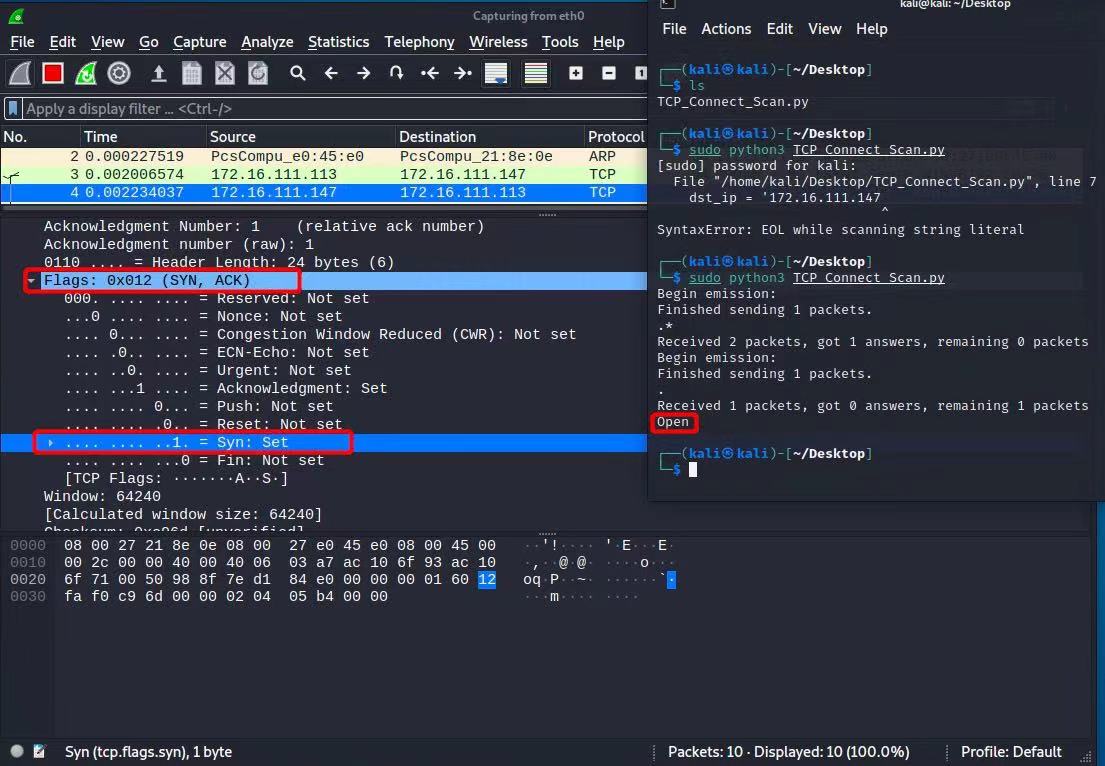 Capturing from eth0
File Edit View Go Capture Analyze Statistics Telephony Wireless Tools Help
Apply a display filter ... <Ctrl-/>
No. Time Source Destination Protocol
2 0.000227519 PcsCompu_e0:45:e0 PcsCompu_21:8e:0e ARP
3 0.002006574 172.16.111.113 172.16.111.147 TCP
4 0.002234037 172.16.111.147 172.16.111.113 TCP
Acknowledgment Number: 1    (relative ack number)
Acknowledgment number (raw): 1
0110 .... = Header Length: 24 bytes (6)
Flags: 0x012 (SYN, ACK)
000. .... .... = Reserved: Not set
...0 .... .... = Nonce: Not set
.... 0... .... = Congestion Window Reduced (CWR): Not set
.... .0.. .... = ECN-Echo: Not set
.... ..0. .... = Urgent: Not set
.... ...1 .... = Acknowledgment: Set
.... .... 0... = Push: Not set
.... .... .0.. = Reset: Not set
.... .... ..1. = Syn: Set
.... .... ...0 = Fin: Not set
[TCP Flags: ·······A··S·]
Window: 64240
[Calculated window size: 64240]
0000 08 00 27 21 8e 0e 08 00 27 e0 45 e0 08 00 45 00 ··'!···· '·E···E·
0010 00 2c 00 00 40 00 40 06 03 a7 ac 10 6f 93 ac 10 ·,··@·@· ····o···
0020 6f 71 00 50 98 8f 7e d1 84 e0 00 00 00 01 60 12 oq·P··~· ······`·
0030 fa f0 c9 6d 00 00 02 04 05 b4 00 00 ···m···· ····
Syn (tcp.flags.syn), 1 byte
Packets: 10 · Displayed: 10 (100.0%)
Profile: Default
kali@kali: ~/Desktop
File Actions Edit View Help
┌──(kali㉿kali)-[~/Desktop]
└─$ ls
TCP_Connect_Scan.py
┌──(kali㉿kali)-[~/Desktop]
└─$ sudo python3 TCP_Connect_Scan.py
[sudo] password for kali:
File "/home/kali/Desktop/TCP_Connect_Scan.py", line 7
dst_ip = '172.16.111.147
^
SyntaxError: EOL while scanning string literal
┌──(kali㉿kali)-[~/Desktop]
└─$ sudo python3 TCP_Connect_Scan.py
Begin emission:
Finished sending 1 packets.
.*
Received 2 packets, got 1 answers, remaining 0 packets
Begin emission:
Finished sending 1 packets.
.
Received 1 packets, got 0 answers, remaining 1 packets
Open
┌──(kali㉿kali)-[~/Desktop]
└─$